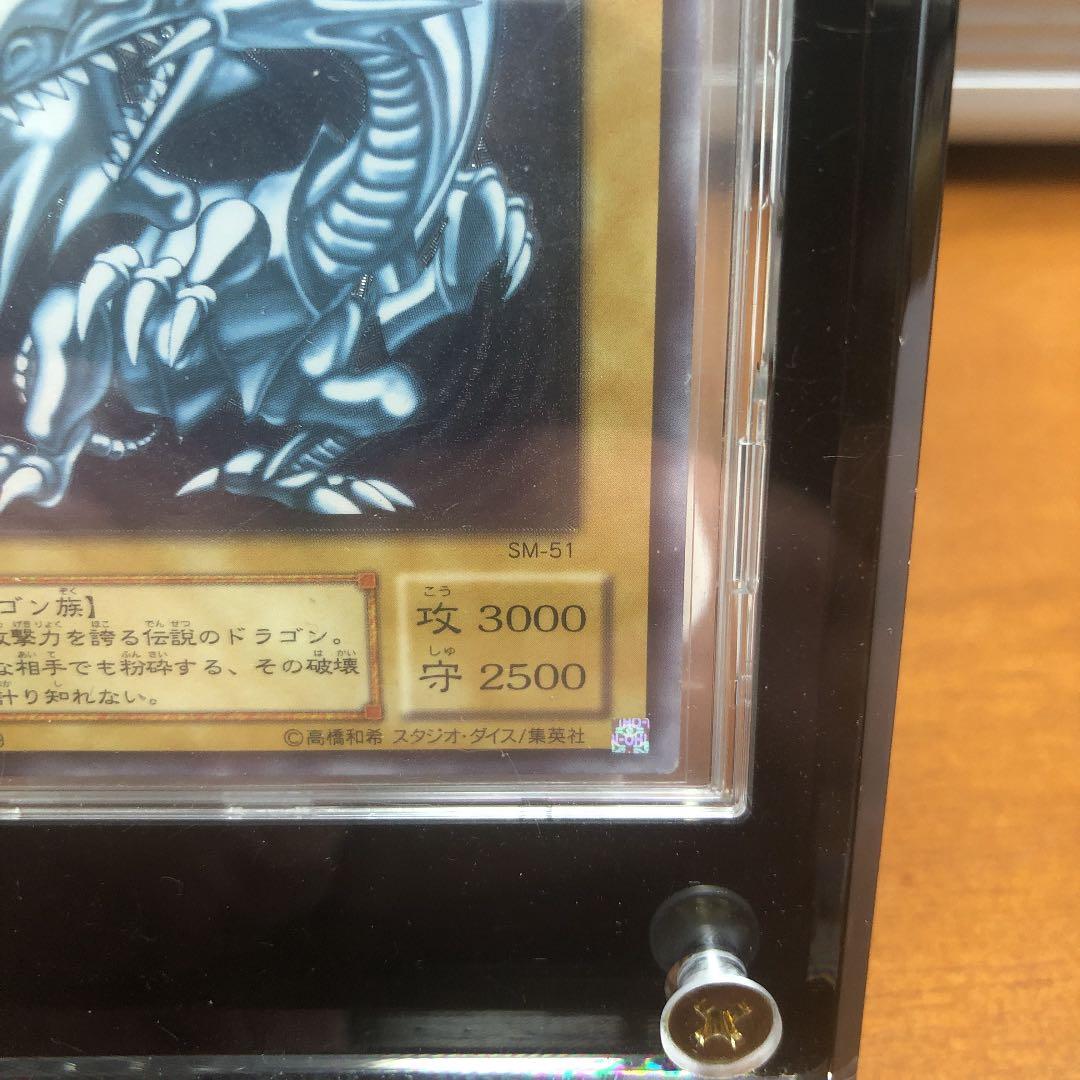 SM-51
ゴン族】
攻撃力を誇る伝説のドラゴン。
な相手でも粉砕する、その破壊
計り知れない。
攻 3000
守 2500
©高橋和希 スタジオ・ダイス/集英社